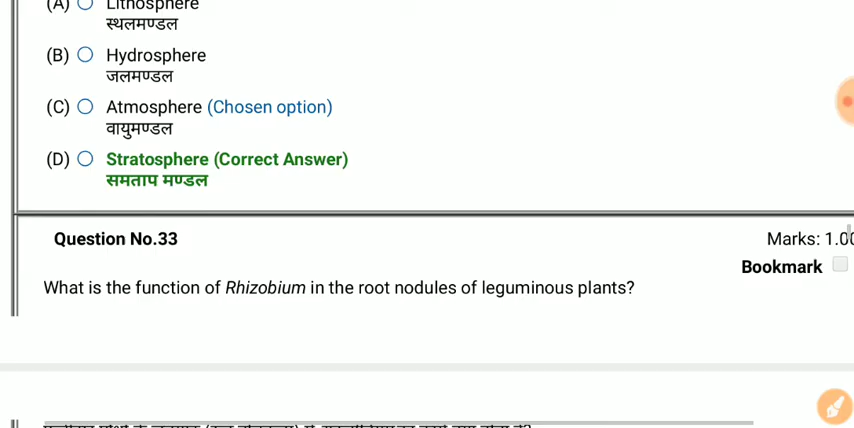 (A) Lithosphere
स्थलमण्डल
(B) Hydrosphere
जलमण्डल
(C) Atmosphere (Chosen option)
वायुमण्डल
(D) Stratosphere (Correct Answer)
समताप मण्डल
Question No.33
Marks: 1.00
Bookmark
What is the function of Rhizobium in the root nodules of leguminous plants?